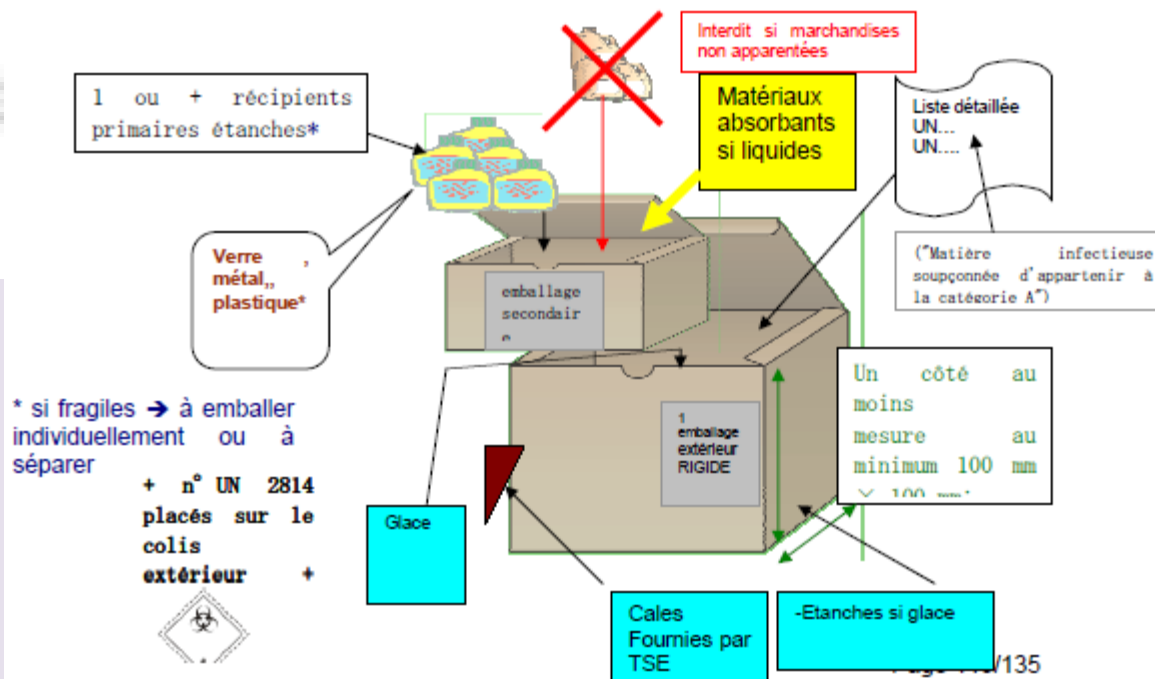 Interdit si marchandises
non apparentées
1 ou + récipients
primaires étanches*
Matériaux
absorbants
si liquides
Liste détaillée
UN...
UN....
Verre ,
métal,,
plastique*
("Matière infectieuse
soupçonnée d'appartenir à
la catégorie A")
emballage
secondair
e
* si fragiles ➔ à emballer
individuellement ou à
séparer
Un côté au
moins
mesure au
minimum 100 mm
× 100 mm;
1
emballage
extérieur
RIGIDE
+ n° UN 2814
placés sur le
colis
extérieur +
Glace
Cales
Fournies par
TSE
-Etanches si glace
/135